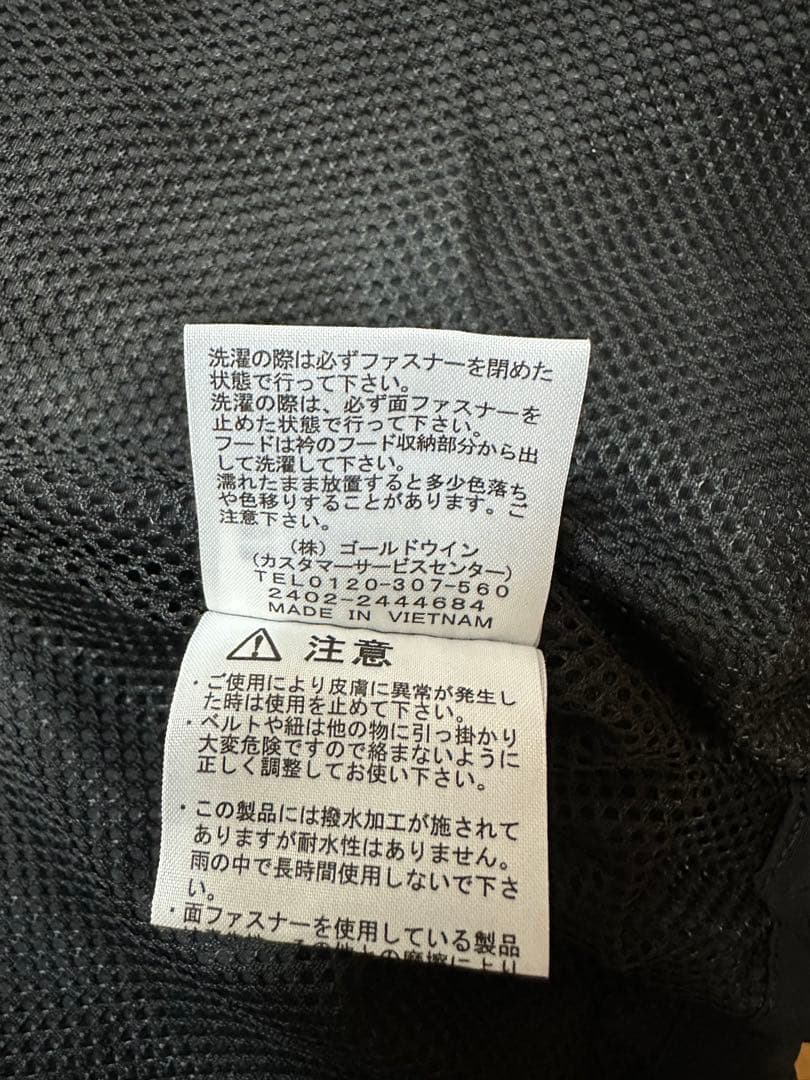 洗濯の際は必ずファスナーを閉めた
状態で行って下さい。
洗濯の際は、必ず面ファスナーを
止めた状態で行って下さい。
フードは衿のフード収納部分から出
して洗濯して下さい。
濡れたまま放置すると多少色落ち
や色移りすることがあります。ご
注意下さい。
(株)ゴールドウイン
(カスタマーサービスセンター)
TEL0120-307-560
2402-2444684
MADE IN VIETNAM
注意
・ご使用により皮膚に異常が発生し
た時は使用を止めて下さい。
・ベルトや紐は他の物に引っ掛かり
大変危険ですので絡まないように
正しく調整してお使い下さい。
・この製品には撥水加工が施されて
ありますが耐水性はありません。
雨の中で長時間使用しないで下さ
い。
・面ファスナーを使用している製品
の摩擦により